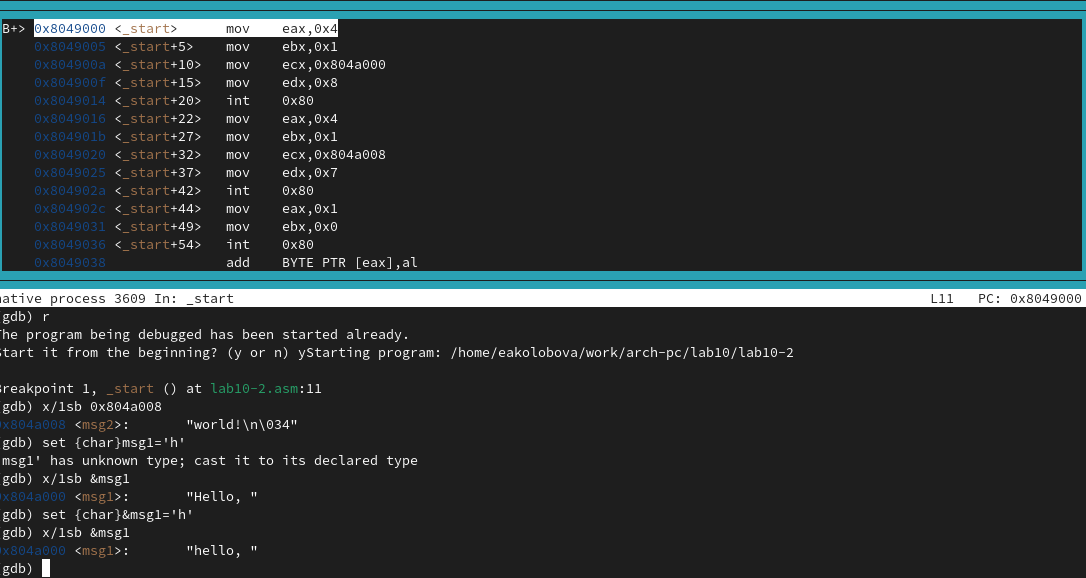 B+> 0x8049000 <_start>      mov    eax,0x4
0x8049005 <_start+5>    mov    ebx,0x1
0x804900a <_start+10>   mov    ecx,0x804a000
0x804900f <_start+15>   mov    edx,0x8
0x8049014 <_start+20>   int    0x80
0x8049016 <_start+22>   mov    eax,0x4
0x804901b <_start+27>   mov    ebx,0x1
0x8049020 <_start+32>   mov    ecx,0x804a008
0x8049025 <_start+37>   mov    edx,0x7
0x804902a <_start+42>   int    0x80
0x804902c <_start+44>   mov    eax,0x1
0x8049031 <_start+49>   mov    ebx,0x0
0x8049036 <_start+54>   int    0x80
0x8049038               add    BYTE PTR [eax],al
native process 3609 In: _start                                L11   PC: 0x8049000
(gdb) r
The program being debugged has been started already.
Start it from the beginning? (y or n) yStarting program: /home/eakolobova/work/arch-pc/lab10/lab10-2
Breakpoint 1, _start () at lab10-2.asm:11
(gdb) x/1sb 0x804a008
0x804a008 <msg2>:       "world!\n\034"
(gdb) set {char}msg1='h'
'msg1' has unknown type; cast it to its declared type
(gdb) x/1sb &msg1
0x804a000 <msg1>:       "Hello, "
(gdb) set {char}&msg1='h'
(gdb) x/1sb &msg1
0x804a000 <msg1>:       "hello, "
(gdb)